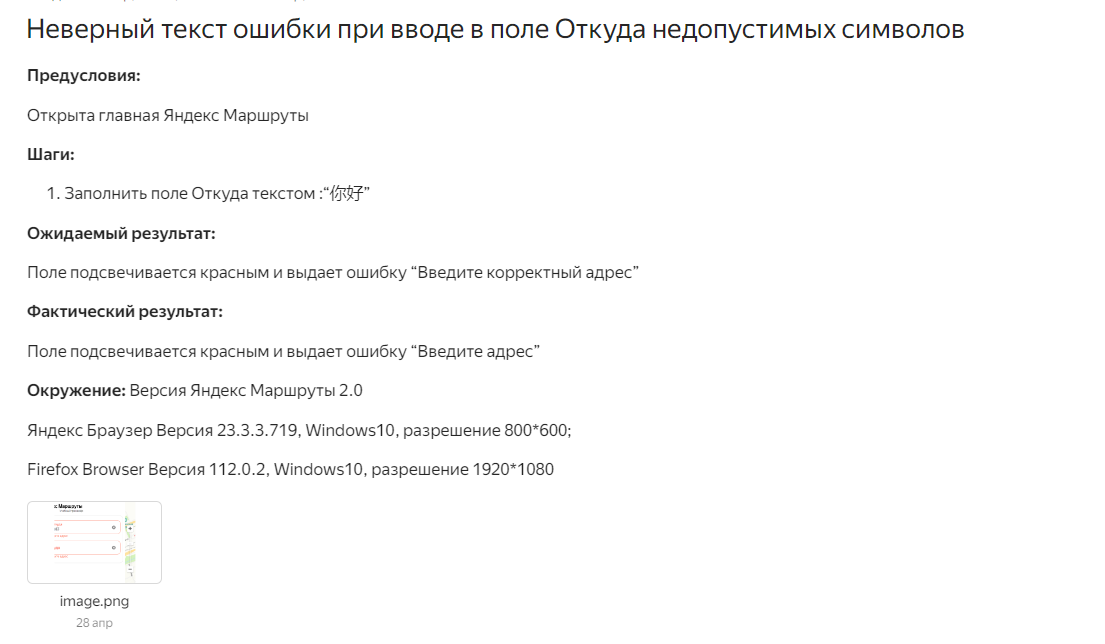 Неверный текст ошибки при вводе в поле Откуда недопустимых символов
Предусловия:
Открыта главная Яндекс Маршруты
Шаги:
1. Заполнить поле Откуда текстом :“你好”
Ожидаемый результат:
Поле подсвечивается красным и выдает ошибку “Введите корректный адрес”
Фактический результат:
Поле подсвечивается красным и выдает ошибку “Введите адрес”
Окружение: Версия Яндекс Маршруты 2.0
Яндекс Браузер Версия 23.3.3.719, Windows10, разрешение 800*600;
Firefox Browser Версия 112.0.2, Windows10, разрешение 1920*1080
Маршруты
image.png
28 апр